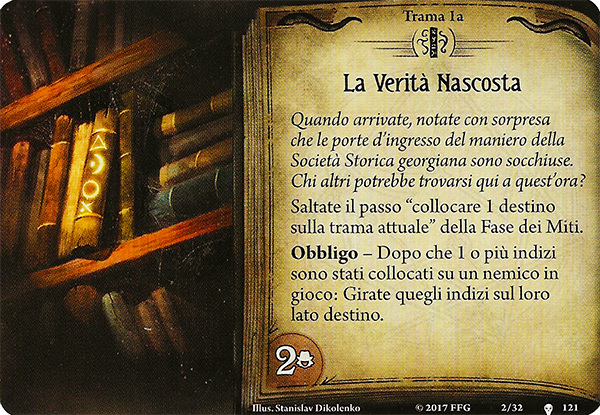 Trama 1a
La Verità Nascosta
Quando arrivate, notate con sorpresa
che le porte d'ingresso del maniero della
Società Storica georgiana sono socchiuse.
Chi altri potrebbe trovarsi qui a quest'ora?
Saltate il passo “collocare 1 destino
sulla trama attuale” della Fase dei Miti.
Obbligo – Dopo che 1 o più indizi
sono stati collocati su un nemico in
gioco: Girate quegli indizi sul loro
lato destino.
2
Illus. Stanislav Dikolenko © 2017 FFG 2/32 121